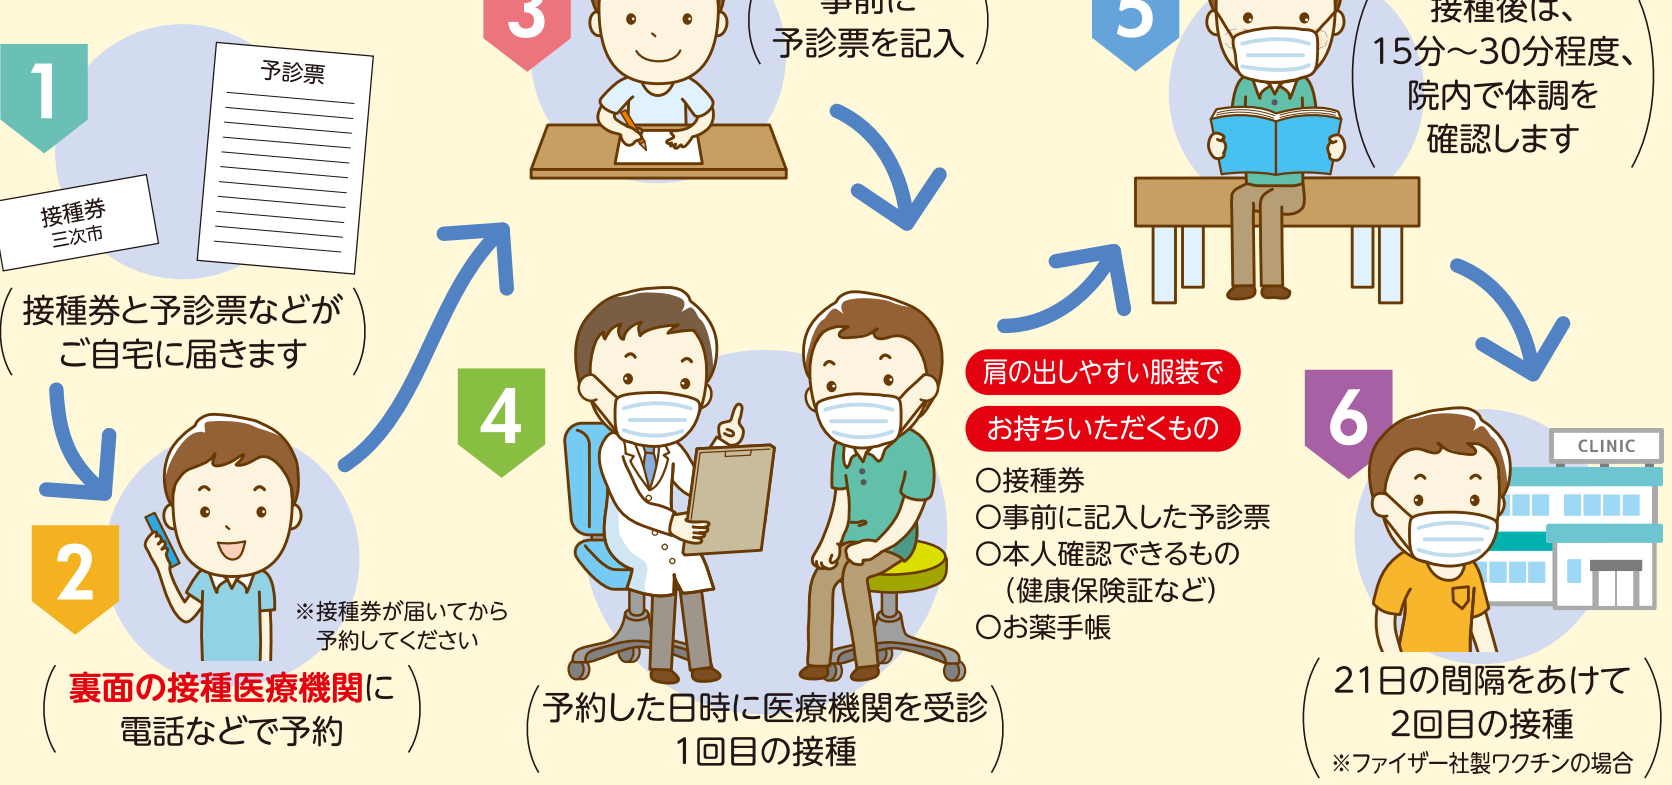 1
予診票
接種券
三次市
接種券と予診票などが
ご自宅に届きます
2
※接種券が届いてから
予約してください
裏面の接種医療機関に
電話などで予約
3
事前に
予診票を記入
4
予約した日時に医療機関を受診
1回目の接種
肩の出しやすい服装で
お持ちいただくもの
〇接種券
〇事前に記入した予診票
〇本人確認できるもの
（健康保険証など）
〇お薬手帳
5
接種後は、
15分～30分程度、
院内で体調を
確認します
6
CLINIC
21日の間隔をあけて
2回目の接種
※ファイザー社製ワクチンの場合